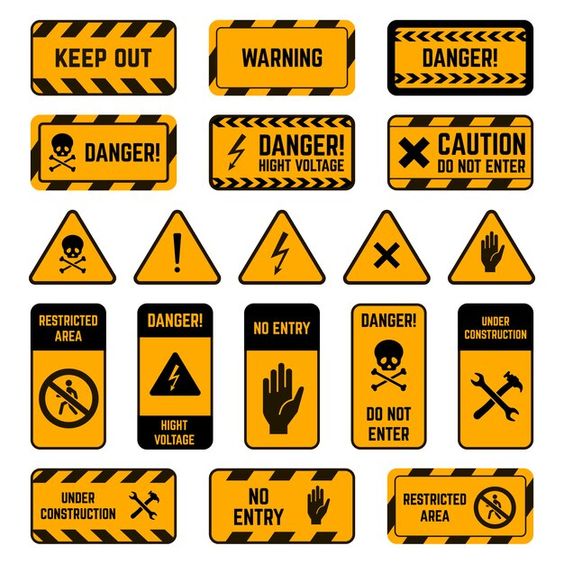 KEEP OUT
WARNING
DANGER!
DANGER!
DANGER!
HIGHT VOLTAGE
CAUTION
DO NOT ENTER
RESTRICTED
AREA
DANGER!
HIGHT
VOLTAGE
NO ENTRY
DANGER!
DO NOT
ENTER
UNDER
CONSTRUCTION
UNDER
CONSTRUCTION
NO
ENTRY
RESTRICTED
AREA